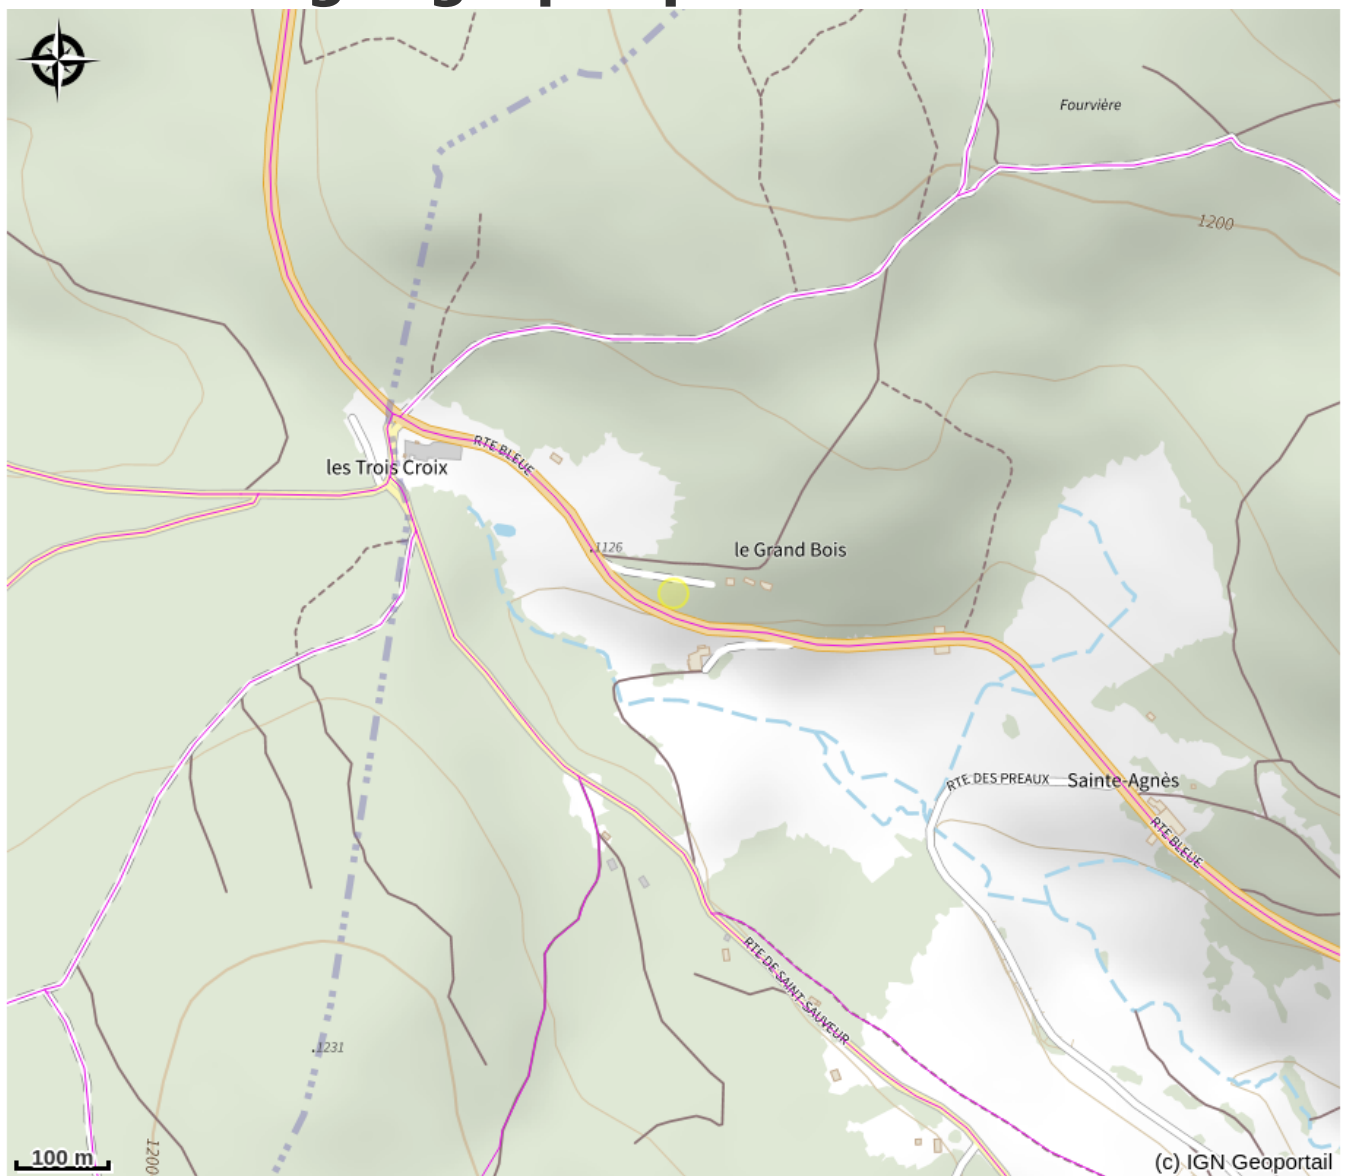 Fourvière
1200
RTE BLEUE
les Trois Croix
1126
le Grand Bois
RTE DES PREAUX
Sainte-Agnès
RTE BLEUE
RTE DE SAINT-SAUVEUR
1231
1200
100 m
(c) IGN Geoportail